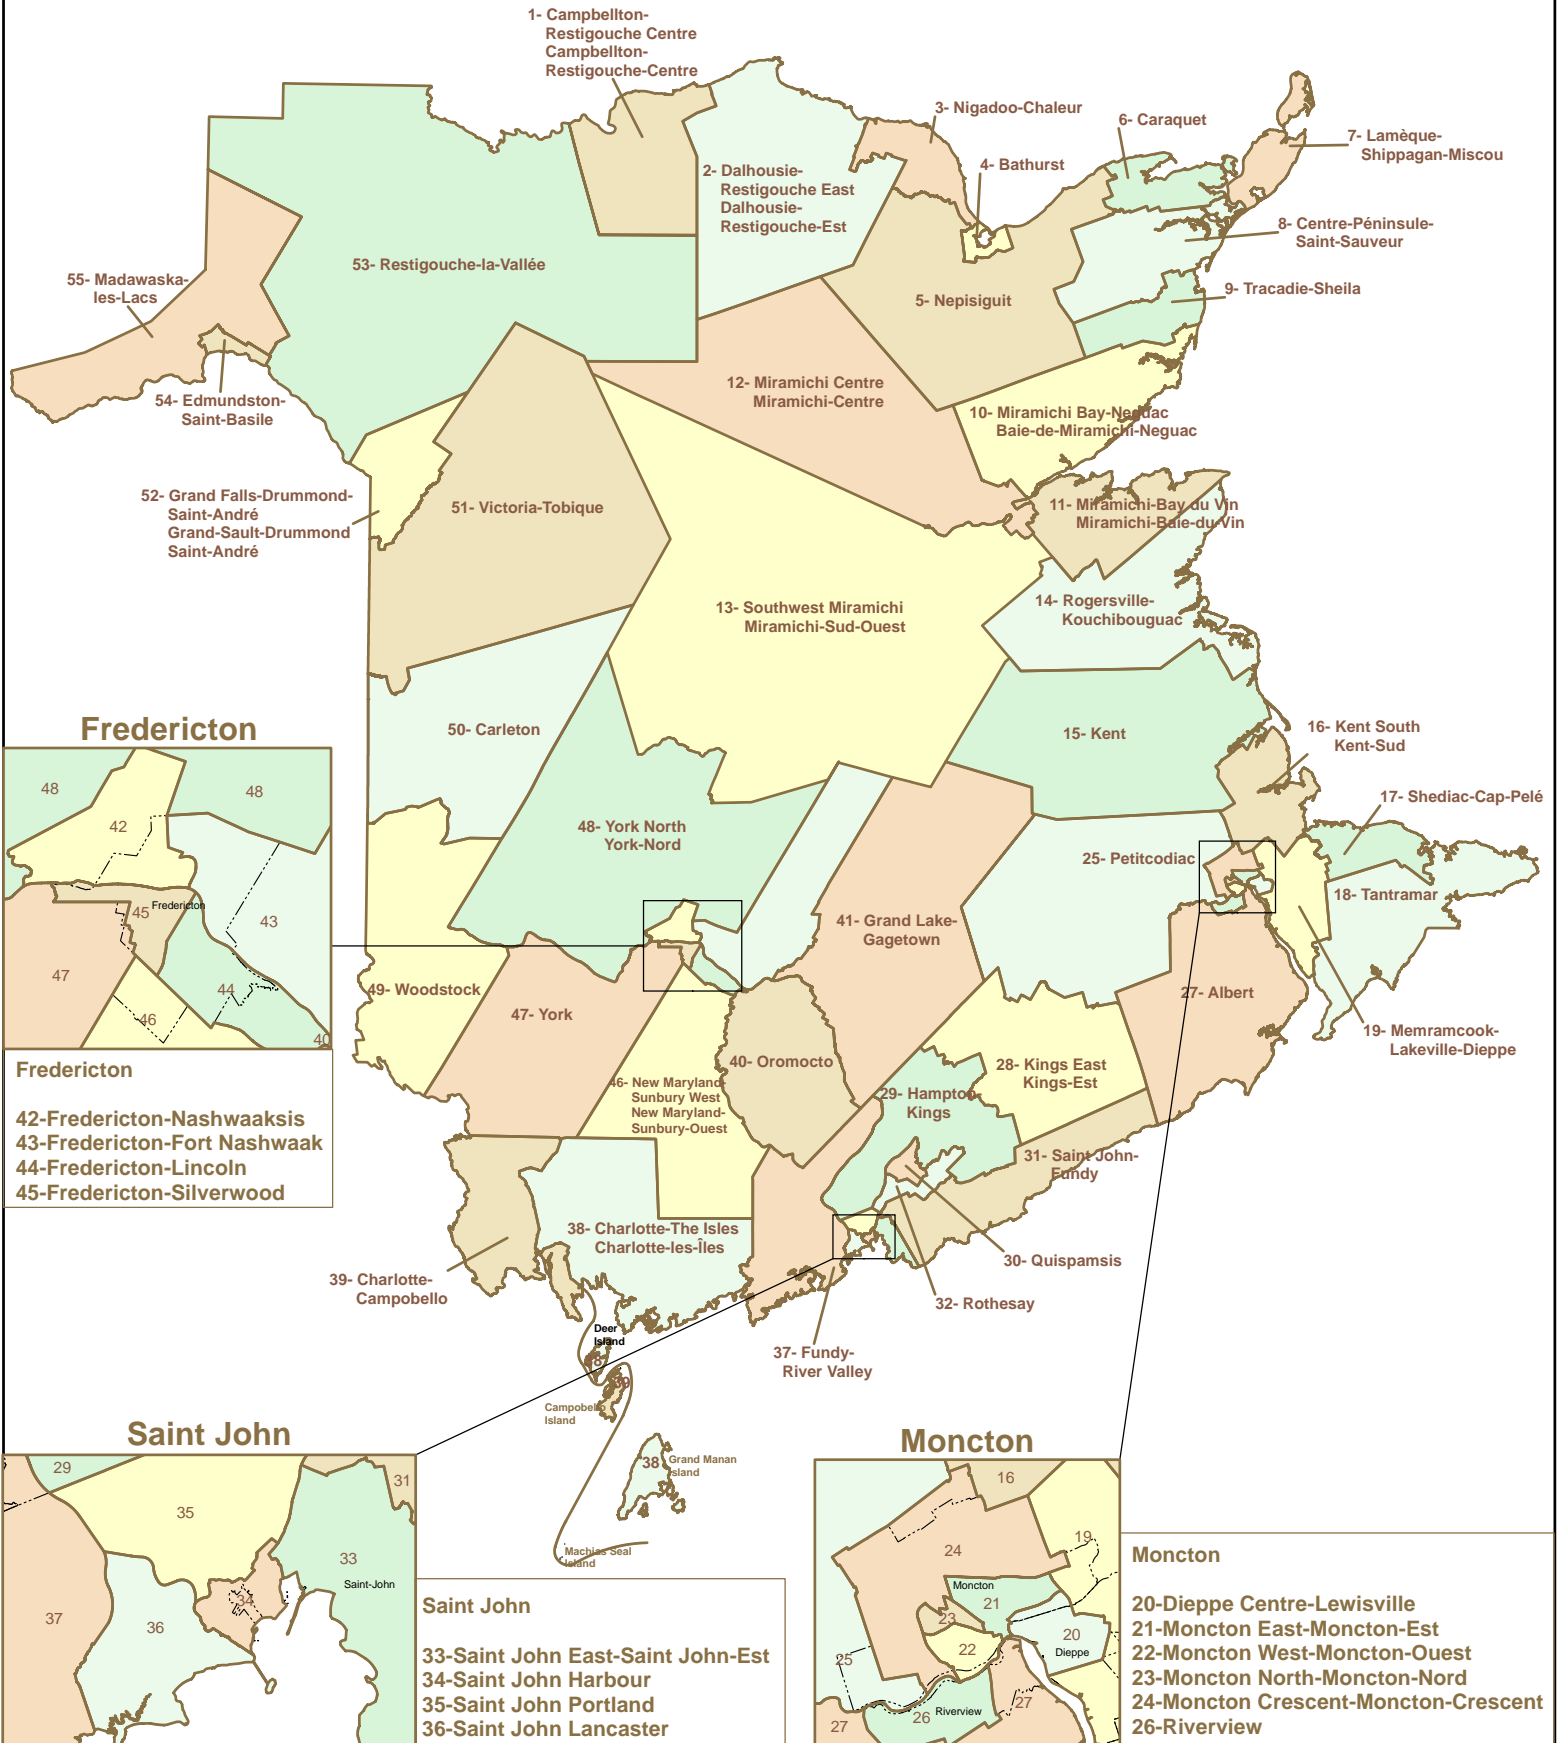 1- Campbellton-
Restigouche Centre
Campbellton-
Restigouche-Centre
3- Nigadoo-Chaleur
6- Caraquet
7- Lamèque-
Shippagan-Miscou
4- Bathurst
2- Dalhousie-
Restigouche East
Dalhousie-
Restigouche-Est
8- Centre-Péninsule-
Saint-Sauveur
53- Restigouche-la-Vallée
55- Madawaska-
les-Lacs
5- Nepisiguit
9- Tracadie-Sheila
12- Miramichi Centre
Miramichi-Centre
54- Edmundston-
Saint-Basile
10- Miramichi Bay-Neguac
Baie-de-Miramichi-Neguac
52- Grand Falls-Drummond-
Saint-André
Grand-Sault-Drummond
Saint-André
51- Victoria-Tobique
11- Miramichi-Bay du Vin
Miramichi-Baie-du-Vin
13- Southwest Miramichi
Miramichi-Sud-Ouest
14- Rogersville-
Kouchibouguac
50- Carleton
15- Kent
16- Kent South
Kent-Sud
17- Shediac-Cap-Pelé
48- York North
York-Nord
25- Petitcodiac
18- Tantramar
41- Grand Lake-
Gagetown
49- Woodstock
47- York
27- Albert
19- Memramcook-
Lakeville-Dieppe
40- Oromocto
28- Kings East
Kings-Est
46- New Maryland-
Sunbury West
New Maryland-
Sunbury-Ouest
29- Hampton-
Kings
31- Saint John-
Fundy
38- Charlotte-The Isles
Charlotte-les-Îles
39- Charlotte-
Campobello
30- Quispamsis
32- Rothesay
37- Fundy-
River Valley
Deer
Island
38
39
Campobello
Island
38
Grand Manan
Island
Machias Seal
Island
Fredericton
48
48
42
45
Fredericton
43
47
44
46
40
Fredericton
42-Fredericton-Nashwaaksis
43-Fredericton-Fort Nashwaak
44-Fredericton-Lincoln
45-Fredericton-Silverwood
Saint John
29
31
35
33
Saint-John
34
37
36
Saint John
33-Saint John East-Saint John-Est
34-Saint John Harbour
35-Saint John Portland
36-Saint John Lancaster
Moncton
16
19
24
Moncton
21
23
20
Dieppe
22
25
27
26
Riverview
27
Moncton
20-Dieppe Centre-Lewisville
21-Moncton East-Moncton-Est
22-Moncton West-Moncton-Ouest
23-Moncton North-Moncton-Nord
24-Moncton Crescent-Moncton-Crescent
26-Riverview